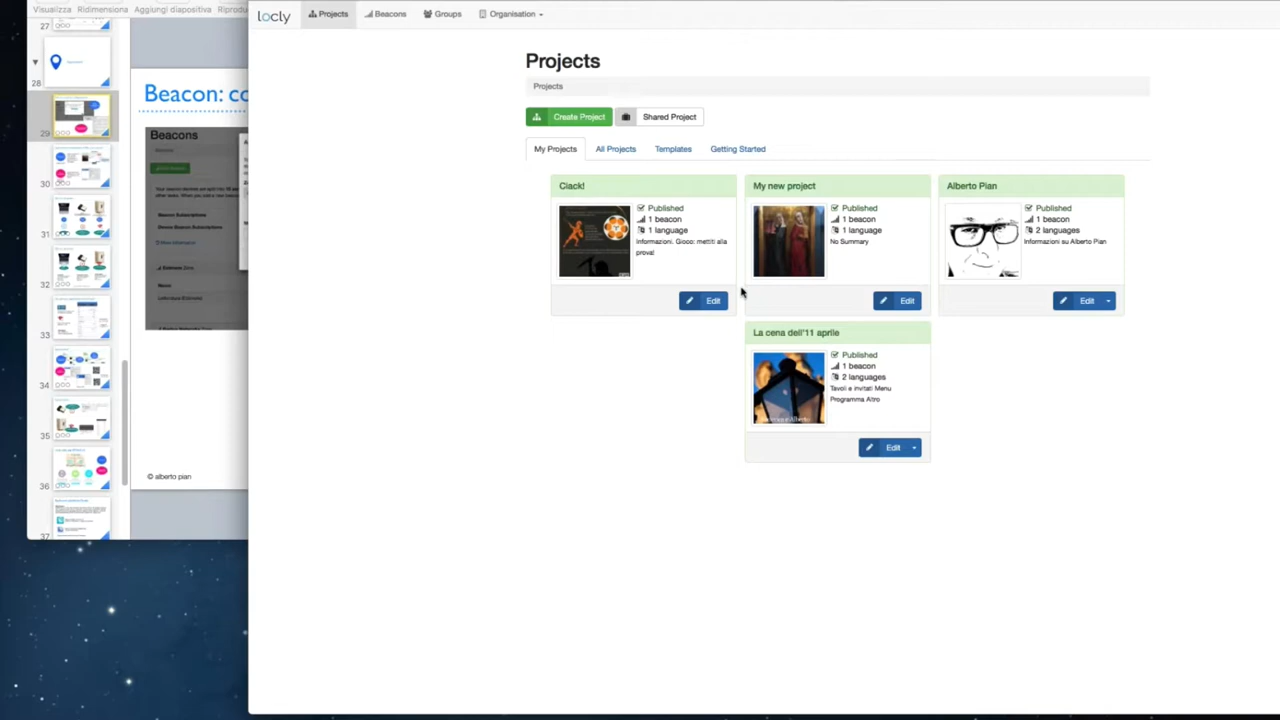 Visualizza Ridimensiona Aggiungi diapositiva
locly Projects Beacons Groups Organisation
27
28
29
30
31
32
33
34
35
36
37
Beacon: co
Beacons
© alberto pian
Projects
Projects
Create Project Shared Project
My Projects All Projects Templates Getting Started
Ciack!
Published
1 beacon
1 language
Informazioni. Gioco: mettiti alla
prova!
Edit
My new project
Published
1 beacon
1 language
No Summary
Edit
Alberto Pian
Published
1 beacon
2 languages
Informazioni su Alberto Pian
Edit
La cena dell'11 aprile
Published
1 beacon
2 languages
Tavoli e invitati Menu
Programma Altro
Edit